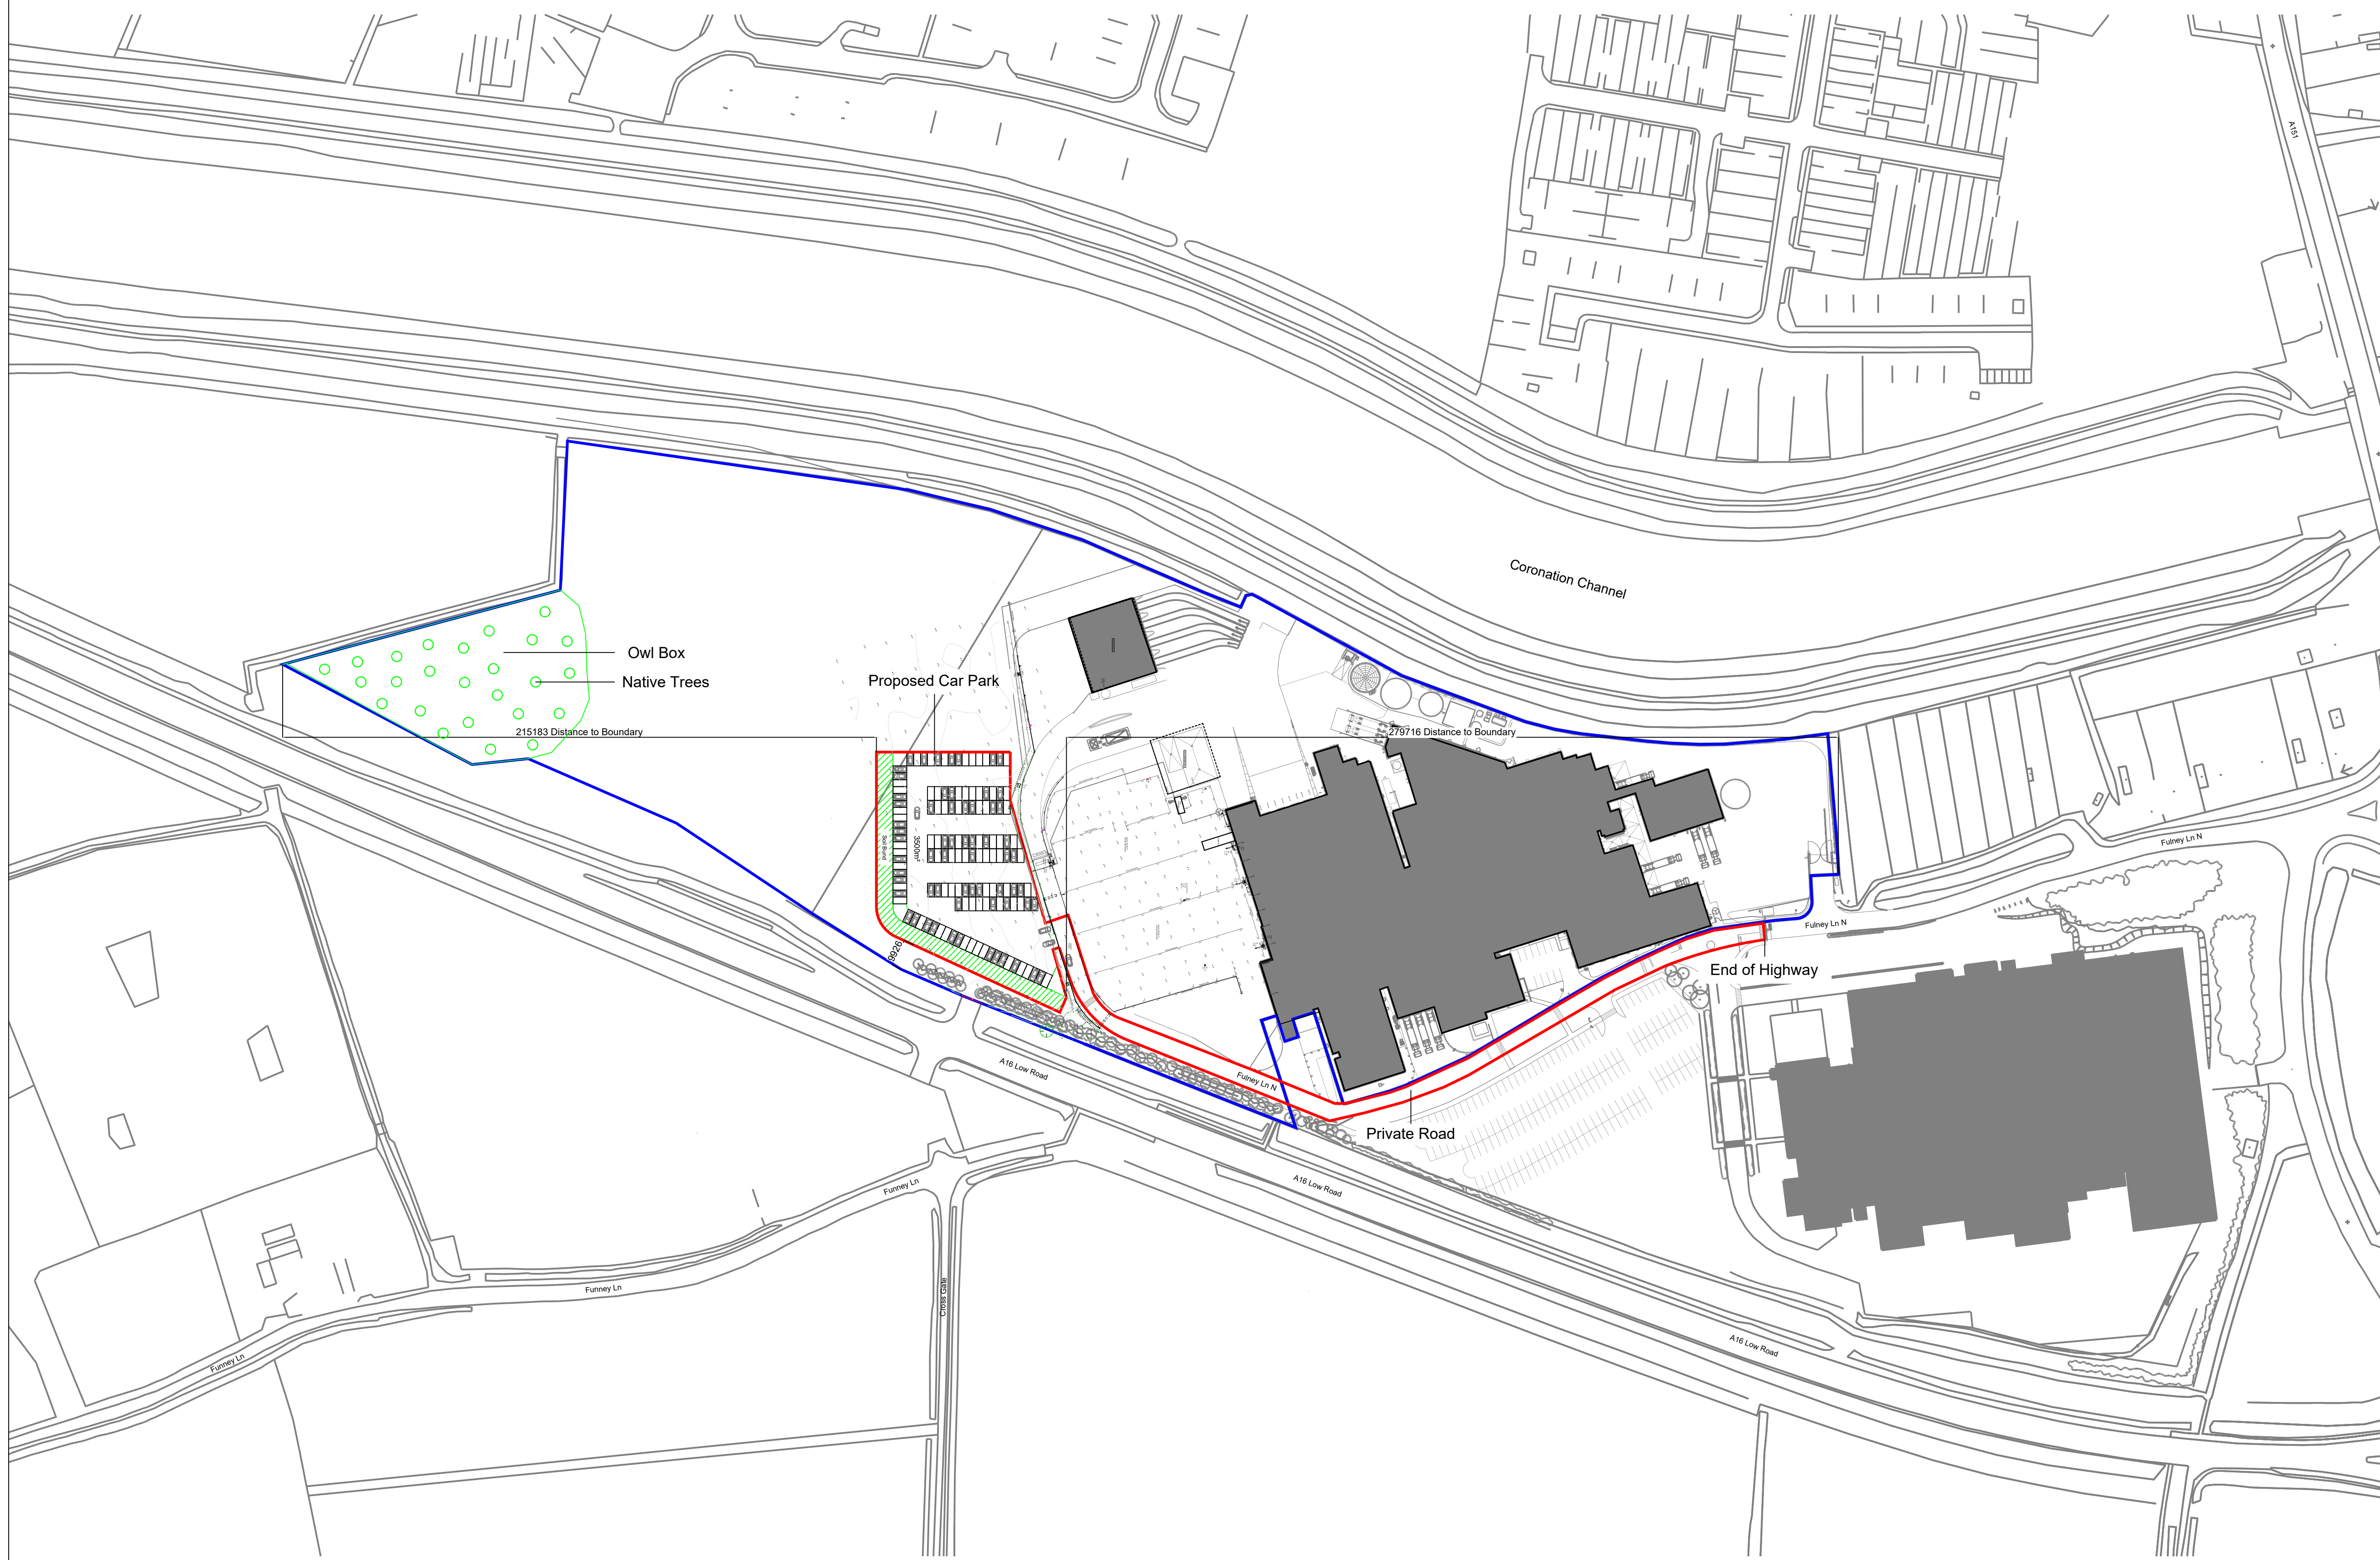 A151
Coronation Channel
Owl Box
Native Trees
Proposed Car Park
215183 Distance to Boundary
279716 Distance to Boundary
Soil Bund
3500m²
9926
Fulney Ln N
Fulney Ln N
End of Highway
A16 Low Road
Fulney Ln N
Private Road
Funney Ln
A16 Low Road
Funney Ln
Cross Gate
A16 Low Road
Funney Ln